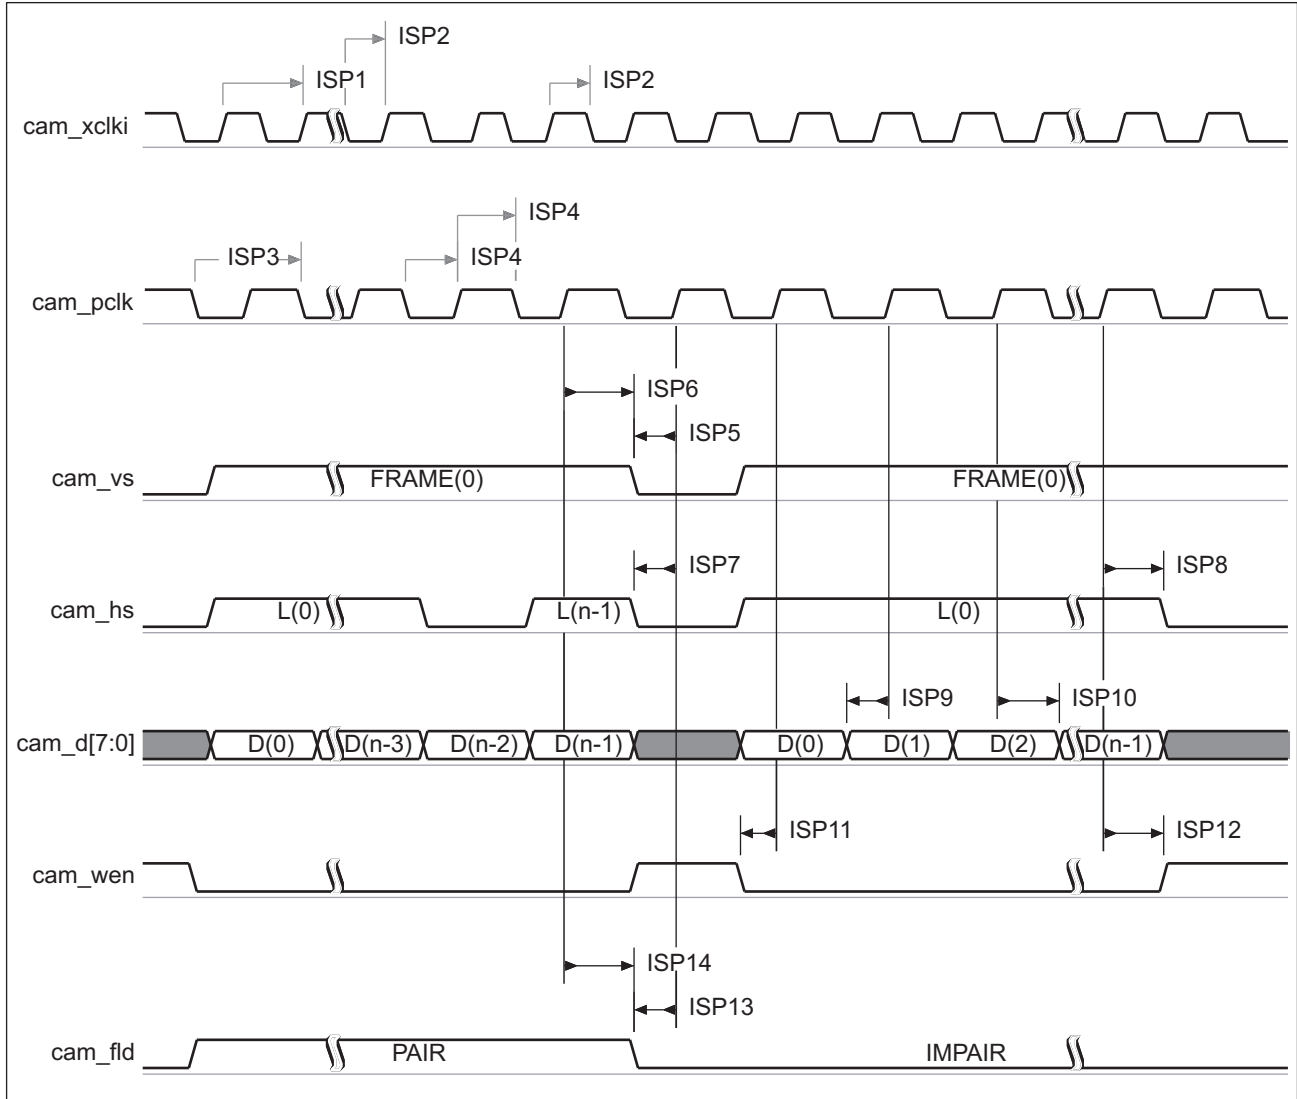 ISP2
ISP1
ISP2
cam_xclki
ISP4
ISP3
ISP4
cam_pclk
ISP6
ISP5
cam_vs
FRAME(0)
FRAME(0)
ISP7
ISP8
cam_hs
L(0)
L(n-1)
L(0)
ISP9
ISP10
cam_d[7:0]
D(0)
D(n-3)
D(n-2)
D(n-1)
D(0)
D(1)
D(2)
D(n-1)
ISP11
ISP12
cam_wen
ISP14
ISP13
cam_fld
PAIR
IMPAIR